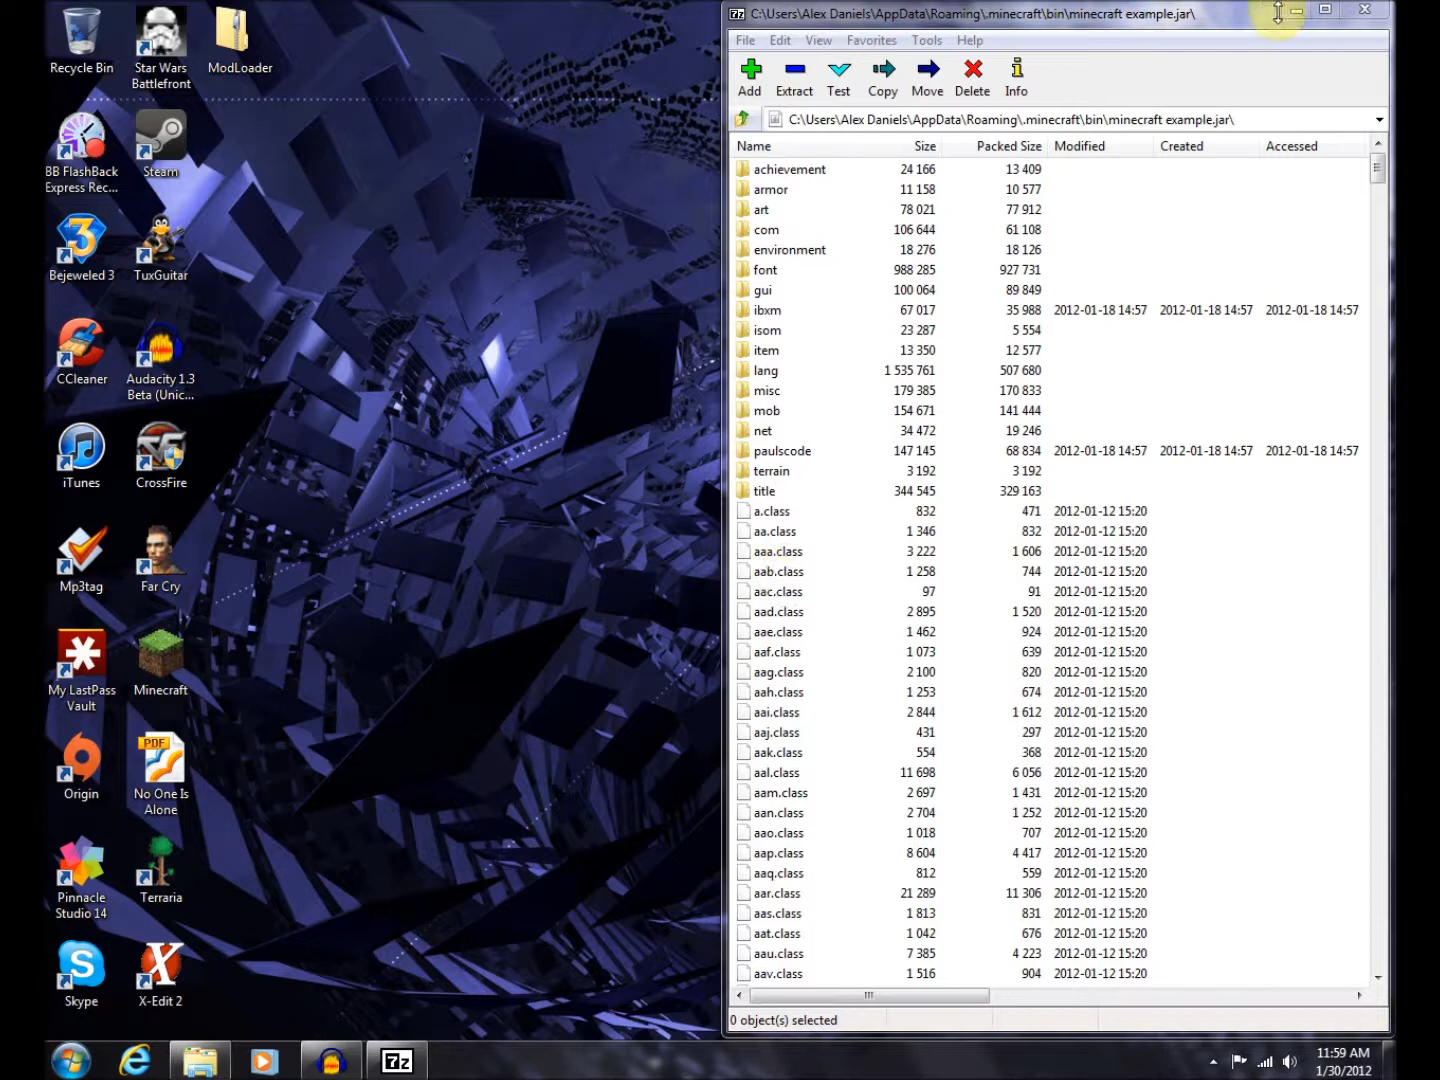 Recycle Bin
Star Wars
Battlefront
ModLoader
BB FlashBack
Express Rec...
Steam
Bejeweled 3
TuxGuitar
CCleaner
Audacity 1.3
Beta (Unic...
iTunes
CrossFire
Mp3tag
Far Cry
My LastPass
Vault
Minecraft
Origin
PDF
No One Is
Alone
Pinnacle
Studio 14
Terraria
Skype
X-Edit 2
7z C:\Users\Alex Daniels\AppData\Roaming\.minecraft\bin\minecraft example.jar\
File Edit View Favorites Tools Help
Add Extract Test Copy Move Delete Info
C:\Users\Alex Daniels\AppData\Roaming\.minecraft\bin\minecraft example.jar\
Name Size Packed Size Modified Created Accessed
achievement 24 166 13 409
armor 11 158 10 577
art 78 021 77 912
com 106 644 61 108
environment 18 276 18 126
font 988 285 927 731
gui 100 064 89 849
ibxm 67 017 35 988 2012-01-18 14:57 2012-01-18 14:57 2012-01-18 14:57
isom 23 287 5 554
item 13 350 12 577
lang 1 535 761 507 680
misc 179 385 170 833
mob 154 671 141 444
net 34 472 19 246
paulscode 147 145 68 834 2012-01-18 14:57 2012-01-18 14:57 2012-01-18 14:57
terrain 3 192 3 192
title 344 545 329 163
a.class 832 471 2012-01-12 15:20
aa.class 1 346 832 2012-01-12 15:20
aaa.class 3 222 1 606 2012-01-12 15:20
aab.class 1 258 744 2012-01-12 15:20
aac.class 97 91 2012-01-12 15:20
aad.class 2 895 1 520 2012-01-12 15:20
aae.class 1 462 924 2012-01-12 15:20
aaf.class 1 073 639 2012-01-12 15:20
aag.class 2 100 820 2012-01-12 15:20
aah.class 1 253 674 2012-01-12 15:20
aai.class 2 844 1 612 2012-01-12 15:20
aaj.class 431 297 2012-01-12 15:20
aak.class 554 368 2012-01-12 15:20
aal.class 11 698 6 056 2012-01-12 15:20
aam.class 2 697 1 431 2012-01-12 15:20
aan.class 2 704 1 252 2012-01-12 15:20
aao.class 1 018 707 2012-01-12 15:20
aap.class 8 604 4 417 2012-01-12 15:20
aaq.class 812 559 2012-01-12 15:20
aar.class 21 289 11 306 2012-01-12 15:20
aas.class 1 813 831 2012-01-12 15:20
aat.class 1 042 676 2012-01-12 15:20
aau.class 7 385 4 223 2012-01-12 15:20
aav.class 1 516 904 2012-01-12 15:20
0 object(s) selected
7z
11:59 AM
1/30/2012